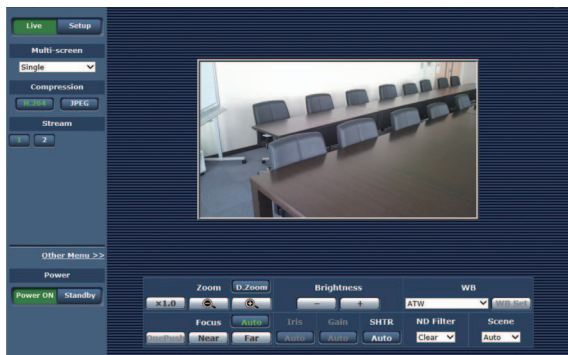 Live Setup
Multi-screen
Single
Compression
H.264 JPEG
Stream
1 2
Other Menu >>
Power
Power ON Standby
Zoom D.Zoom Brightness WB
×1.0 − + ATW WB Set
Focus Auto Iris Gain SHTR ND Filter Scene
OnePush Near Far Auto Auto Auto Clear Auto